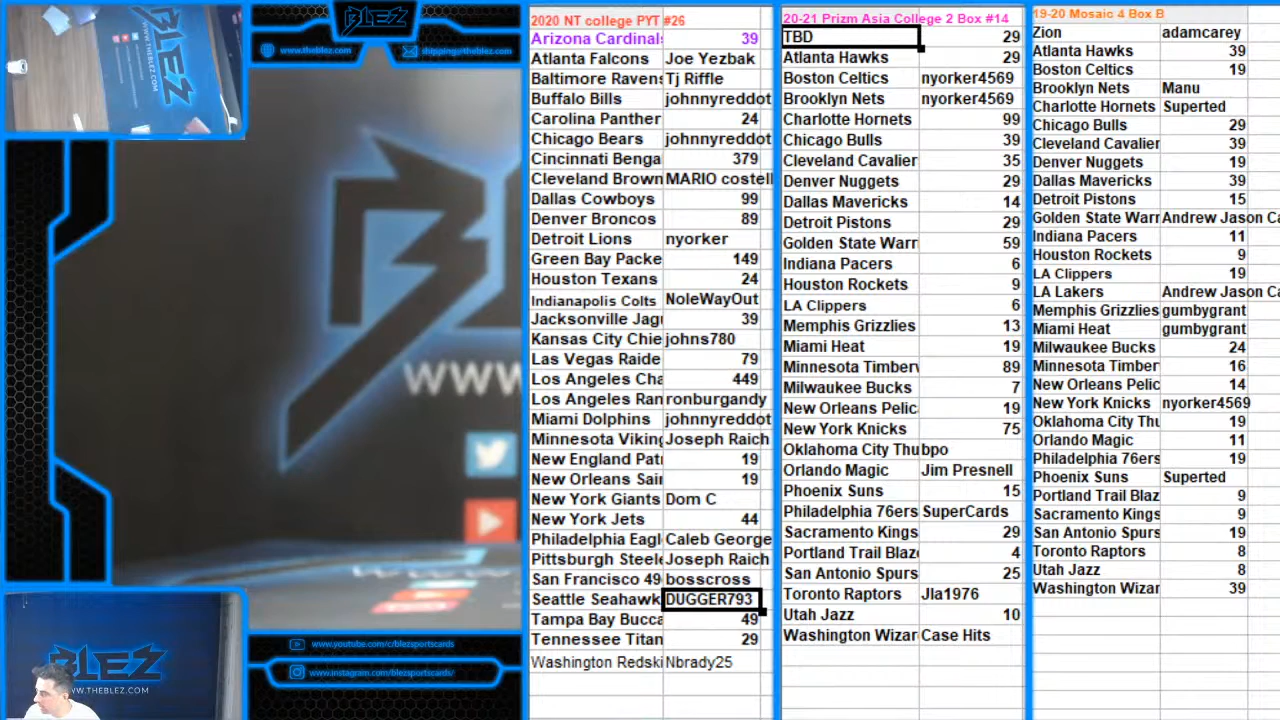 BLEZ
www.theblez.com
shipping@theblez.com
BLEZ
WWW.THEBLEZ.COM
www
www.youtube.com/c/blezsportscards
www.instagram.com/blezsportscards
BLEZ
WWW.THEBLEZ.COM
2020 NT college PYT #26
Arizona Cardinals 39
Atlanta Falcons Joe Yezbak
Baltimore Ravens Tj Riffle
Buffalo Bills johnnyreddot
Carolina Panther 24
Chicago Bears johnnyreddot
Cincinnati Benga 379
Cleveland Brown MARIO costell
Dallas Cowboys 99
Denver Broncos 89
Detroit Lions nyorker
Green Bay Packe 149
Houston Texans 24
Indianapolis Colts NoleWayOut
Jacksonville Jagu 39
Kansas City Chie johns780
Las Vegas Raide 79
Los Angeles Cha 449
Los Angeles Ran ronburgandy
Miami Dolphins johnnyreddot
Minnesota Viking Joseph Raich
New England Patr 19
New Orleans Sai 19
New York Giants Dom C
New York Jets 44
Philadelphia Eagl Caleb George
Pittsburgh Steele Joseph Raich
San Francisco 49 bosscross
Seattle Seahawk DUGGER793
Tampa Bay Bucca 49
Tennessee Titan 29
Washington Redski Nbrady25
20-21 Prizm Asia College 2 Box #14
TBD 29
Atlanta Hawks 29
Boston Celtics nyorker4569
Brooklyn Nets nyorker4569
Charlotte Hornets 99
Chicago Bulls 39
Cleveland Cavalier 35
Denver Nuggets 29
Dallas Mavericks 14
Detroit Pistons 29
Golden State Warr 59
Indiana Pacers 6
Houston Rockets 9
LA Clippers 6
Memphis Grizzlies 13
Miami Heat 19
Minnesota Timberv 89
Milwaukee Bucks 7
New Orleans Pelic 19
New York Knicks 75
Oklahoma City Thu bpo
Orlando Magic Jim Presnell
Phoenix Suns 15
Philadelphia 76ers SuperCards
Sacramento Kings 29
Portland Trail Blaze 4
San Antonio Spurs 25
Toronto Raptors Jla1976
Utah Jazz 10
Washington Wizar Case Hits
19-20 Mosaic 4 Box B
Zion adamcarey
Atlanta Hawks 39
Boston Celtics 19
Brooklyn Nets Manu
Charlotte Hornets Superted
Chicago Bulls 29
Cleveland Cavalier 39
Denver Nuggets 19
Dallas Mavericks 39
Detroit Pistons 15
Golden State Warr Andrew Jason Ca
Indiana Pacers 11
Houston Rockets 9
LA Clippers 19
LA Lakers Andrew Jason Ca
Memphis Grizzlies gumbygrant
Miami Heat gumbygrant
Milwaukee Bucks 24
Minnesota Timber 16
New Orleans Pelic 14
New York Knicks nyorker4569
Oklahoma City Thu 19
Orlando Magic 11
Philadelphia 76ers 19
Phoenix Suns Superted
Portland Trail Blaz 9
Sacramento Kings 9
San Antonio Spurs 19
Toronto Raptors 8
Utah Jazz 8
Washington Wizar 39